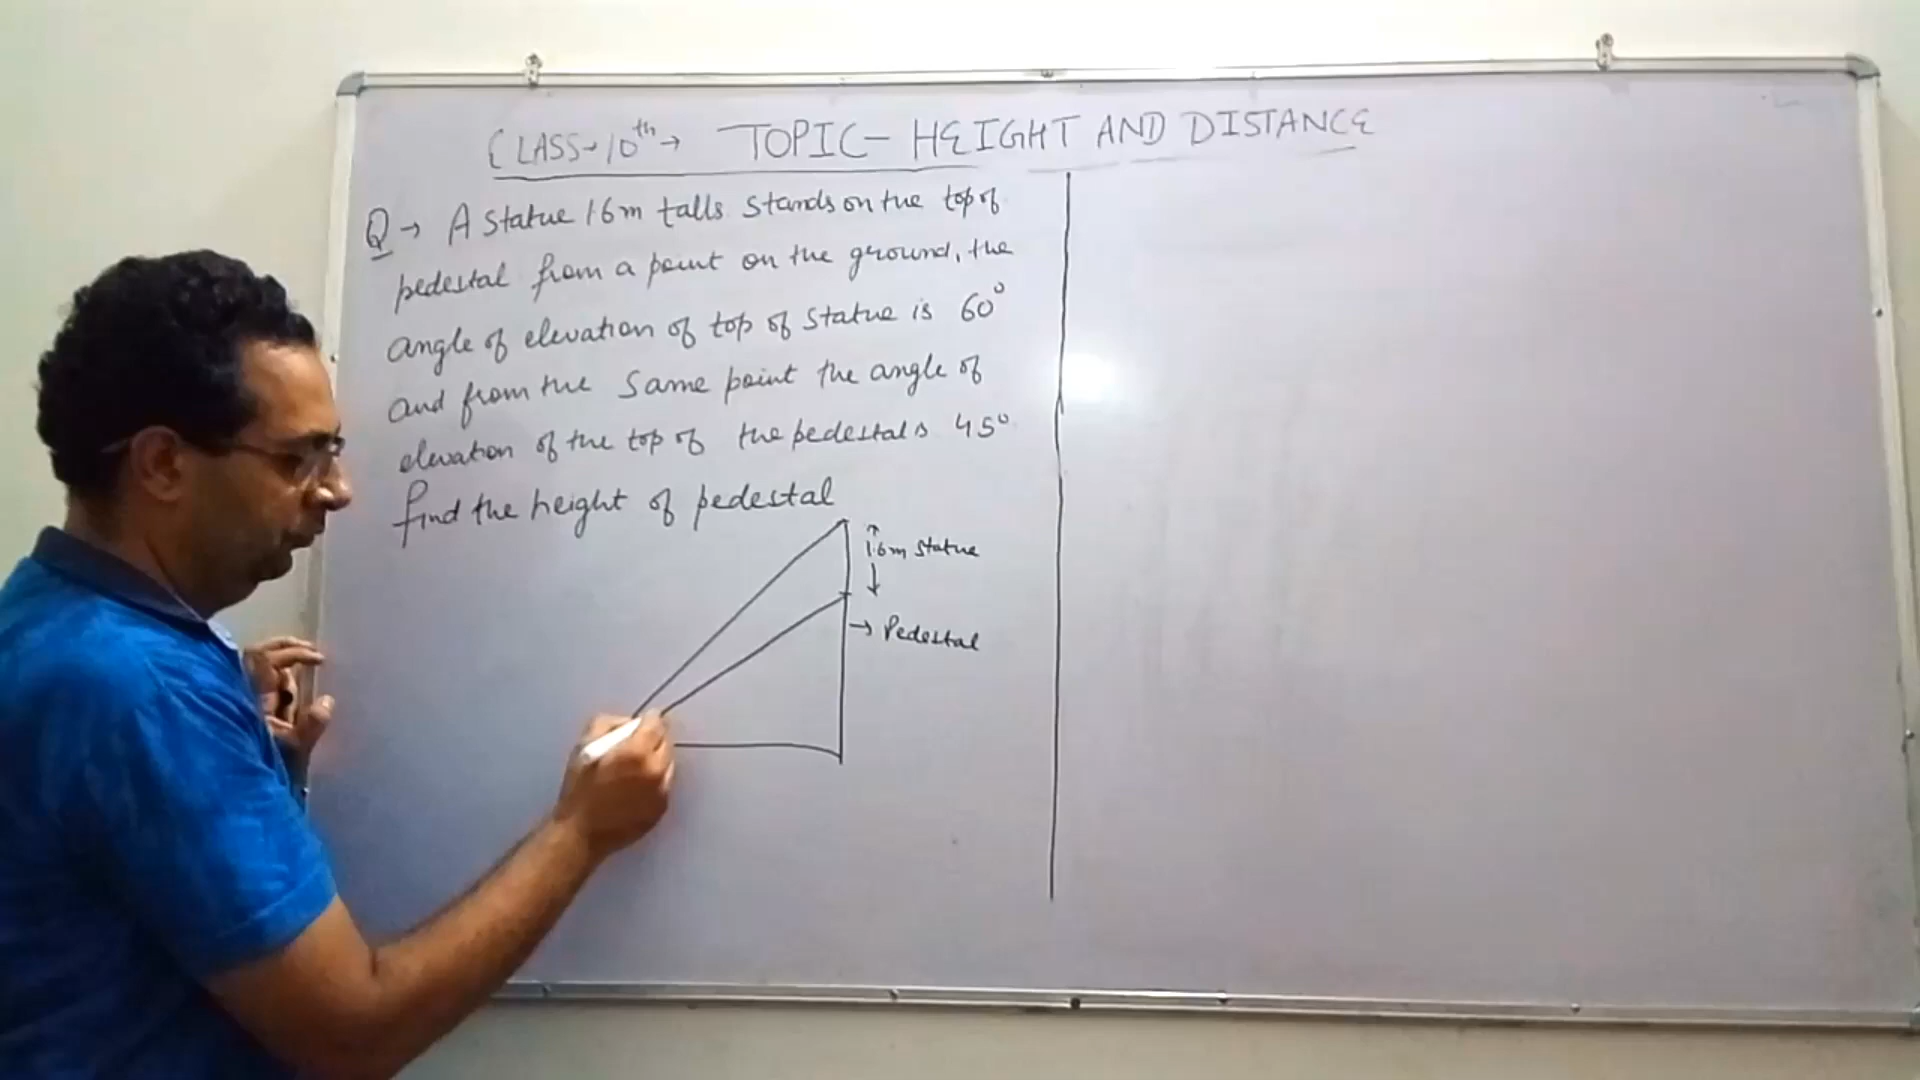 CLASS→10th→ TOPIC- HEIGHT AND DISTANCE
Q→ A Statue 1.6m talls stands on the top of
pedestal from a point on the ground, the
angle of elevation of top of statue is 60°
and from the same point the angle of
elevation of the top of the pedestal is 45°
find the height of pedestal
1.6m statue
→ Pedestal